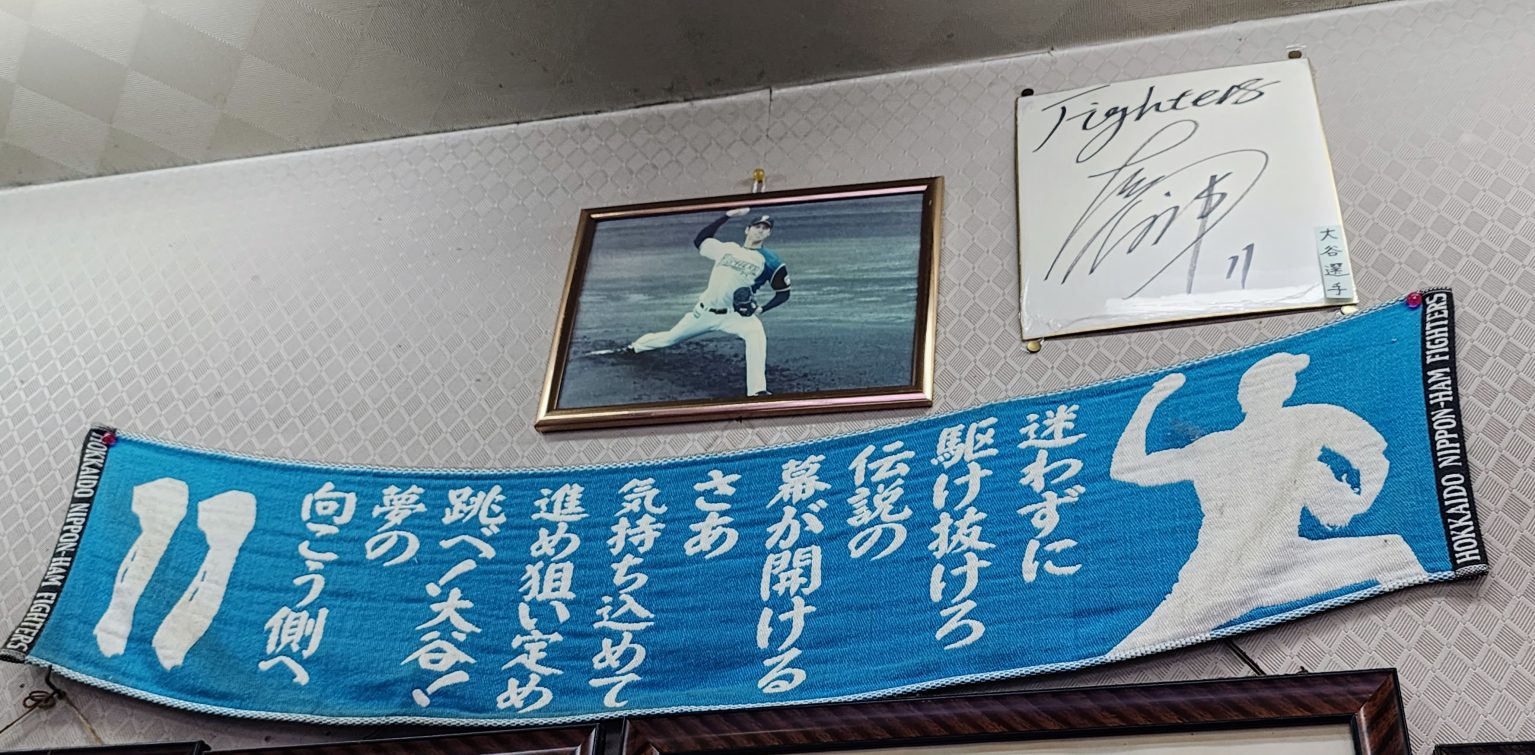 Fighters
11
大谷選手
Fighters
HOKKAIDO NIPPON-HAM FIGHTERS
迷わずに
駆け抜けろ
伝説の
幕が開ける
さあ
気持ち込めて
進め狙い定め
跳べ!大谷!
夢の
向こう側へ
11
HOKKAIDO NIPPON-HAM FIGHTERS